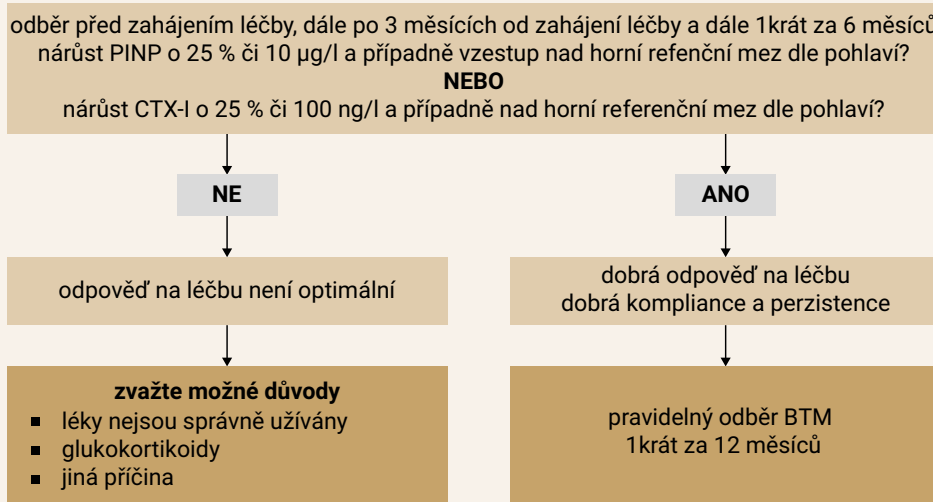 odběr před zahájením léčby, dále po 3 měsících od zahájení léčby a dále 1krát za 6 měsíců
nárůst PINP o 25 % či 10 µg/l a případně vzestup nad horní refenční mez dle pohlaví?
NEBO
nárůst CTX-I o 25 % či 100 ng/l a případně nad horní referenční mez dle pohlaví?
NE
ANO
odpověď na léčbu není optimální
dobrá odpověď na léčbu
dobrá kompliance a perzistence
zvažte možné důvody
▪ léky nejsou správně užívány
▪ glukokortikoidy
▪ jiná příčina
pravidelný odběr BTM
1krát za 12 měsíců